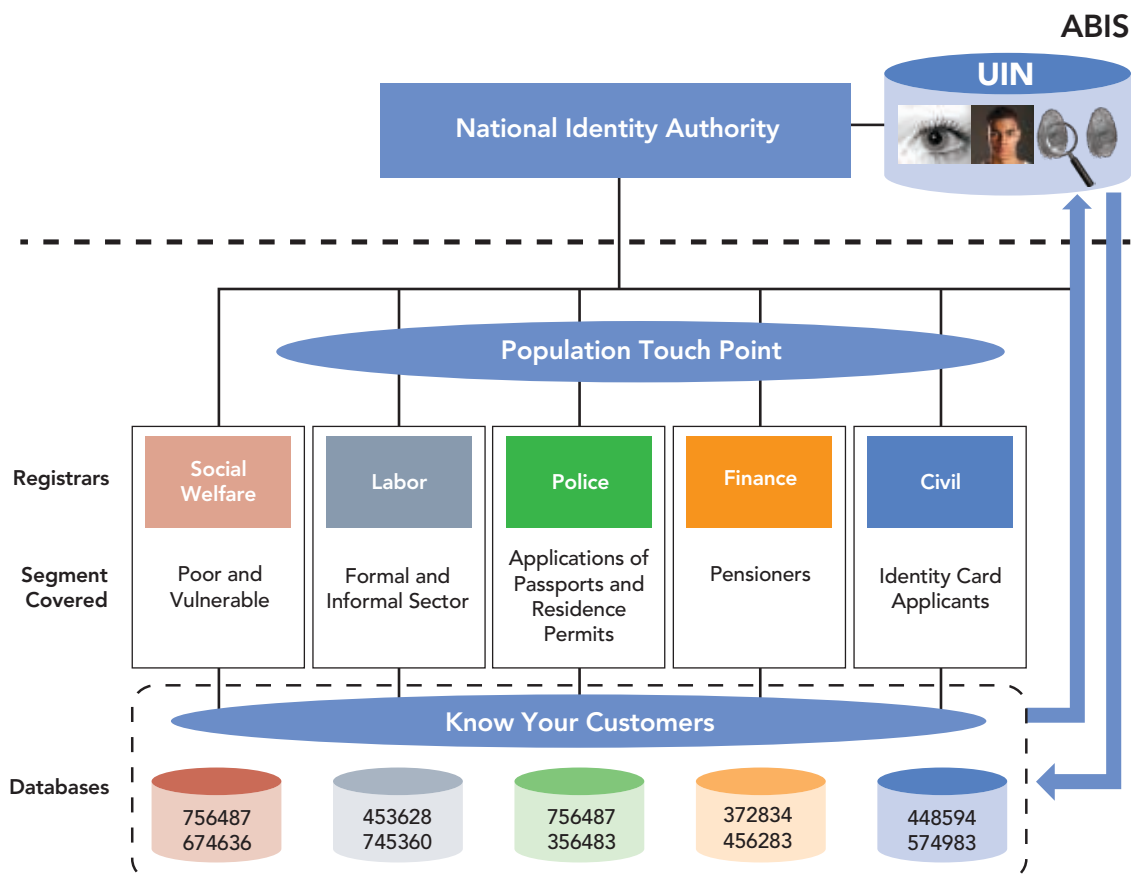 ABIS
UIN
National Identity Authority
Population Touch Point
Registrars
Social
Welfare
Labor
Police
Finance
Civil
Segment
Covered
Poor and
Vulnerable
Formal and
Informal Sector
Applications of
Passports and
Residence
Permits
Pensioners
Identity Card
Applicants
Know Your Customers
Databases
756487
674636
453628
745360
756487
356483
372834
456283
448594
574983